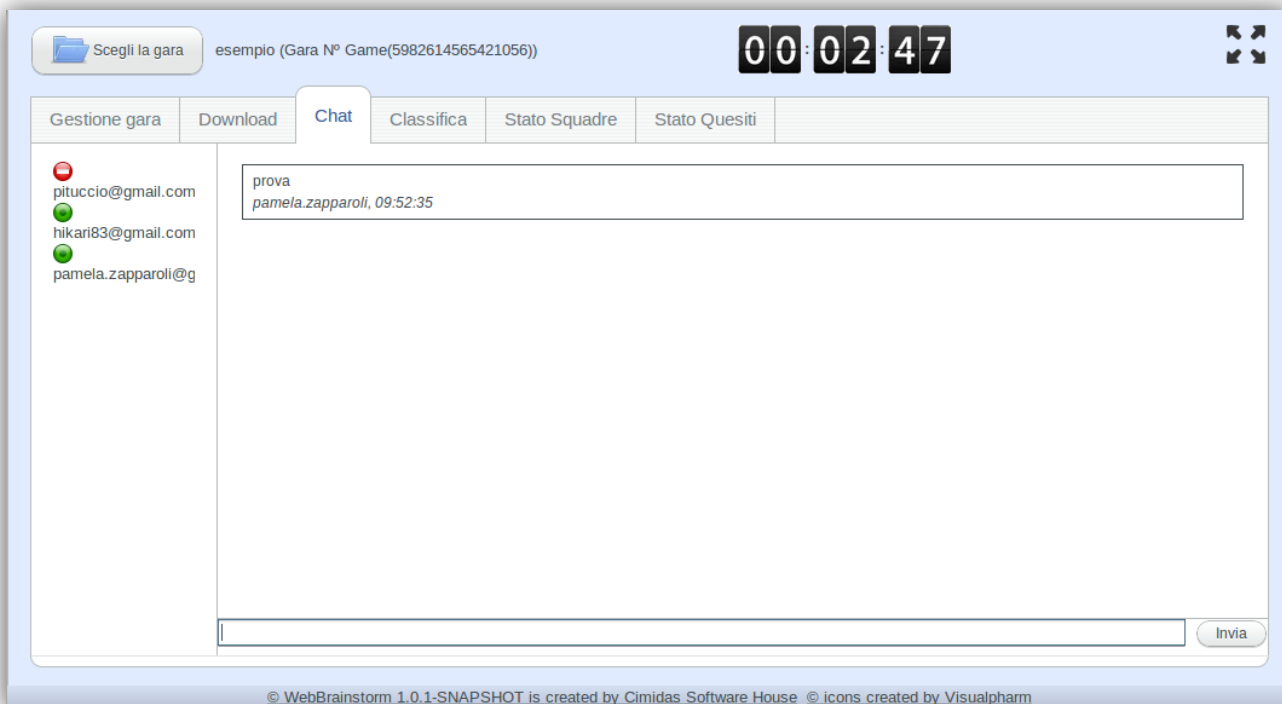 Scegli la gara
esempio (Gara Nº Game(5982614565421056))
00:02:47
Gestione gara
Download
Chat
Classifica
Stato Squadre
Stato Quesiti
pituccio@gmail.com
hikari83@gmail.com
pamela.zapparoli@g
prova
pamela.zapparoli, 09:52:35
Invia
© WebBrainstorm 1.0.1-SNAPSHOT is created by Cimidas Software House © icons created by Visualpharm